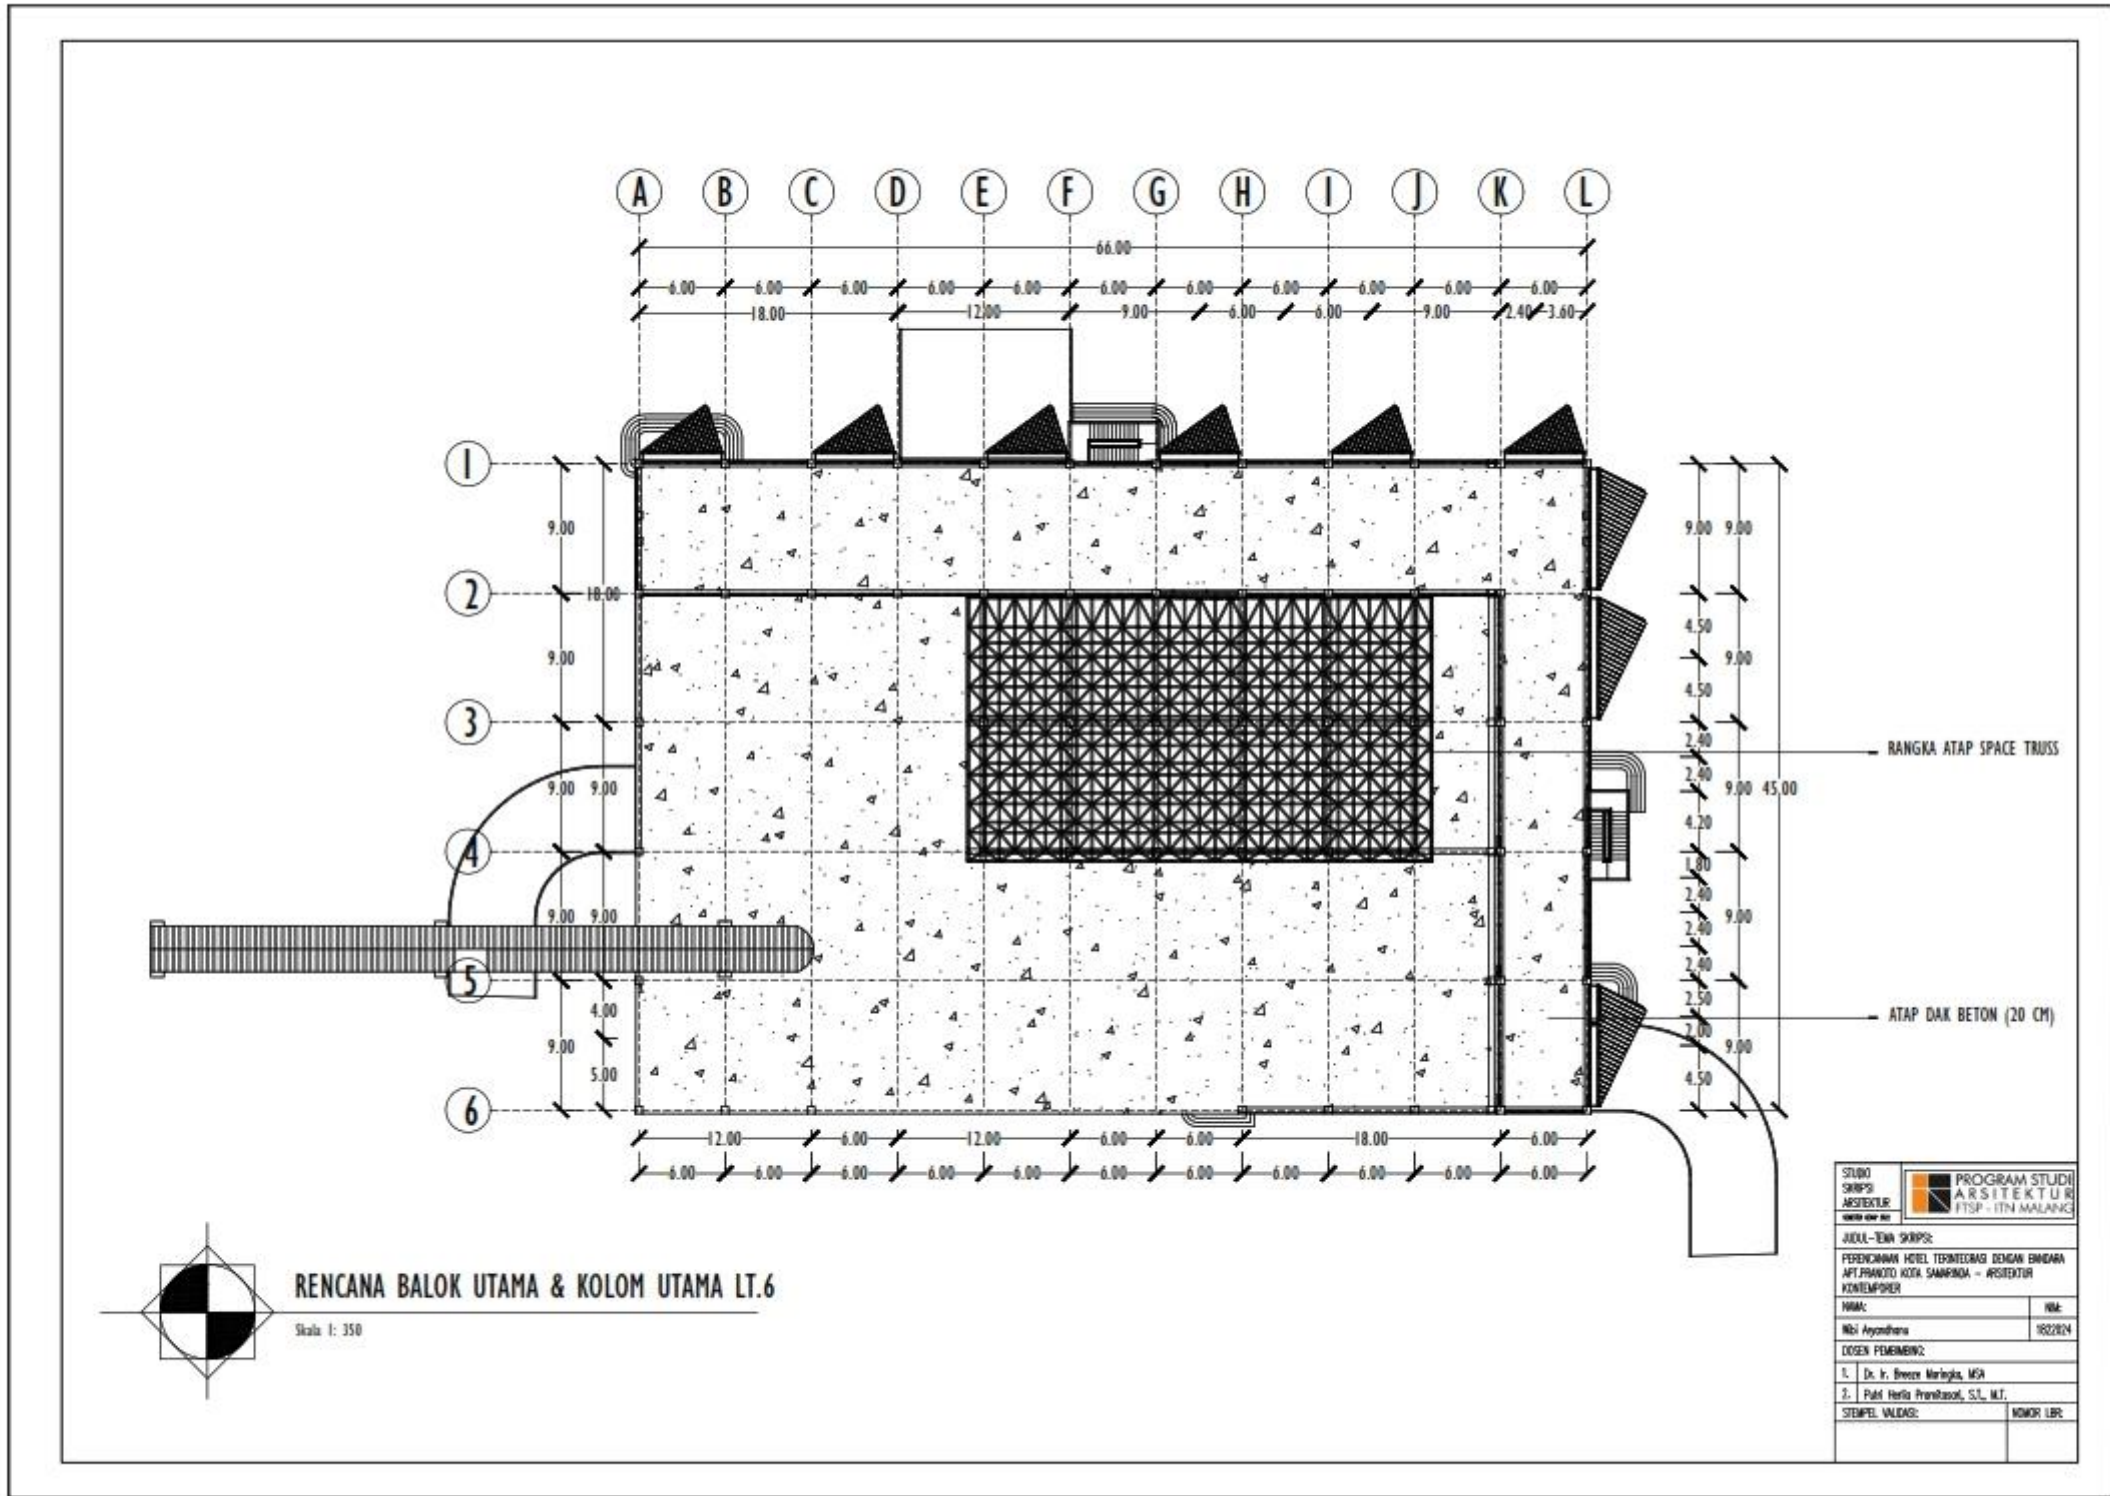 A B C D E F G H I J K L
66.00
6.00 6.00 6.00 6.00 6.00 6.00 6.00 6.00 6.00 6.00 6.00
18.00 12.00 9.00 6.00 6.00 9.00 2.40 3.60
1
9.00 9.00 9.00
2
18.00
4.50
9.00 9.00
4.50
3
2.40
RANGKA ATAP SPACE TRUSS
2.40
9.00 9.00 9.00 45.00
4.20
4
1.80
2.40
9.00 9.00 9.00
2.40
2.40
5
2.50
4.00 ATAP DAK BETON (20 CM)
2.00
9.00 9.00
5.00 4.50
6
12.00 6.00 12.00 6.00 6.00 18.00 6.00
6.00 6.00 6.00 6.00 6.00 6.00 6.00 6.00 6.00 6.00 6.00
RENCANA BALOK UTAMA & KOLOM UTAMA LT.6
Skala 1: 350
STUDIO
SKRIPSI
ARSITEKTUR
PROGRAM STUDI
ARSITEKTUR
FTSP - ITN MALANG
JUDUL-TEMA SKRIPSI:
PERENCANAAN HOTEL TERINTEGRASI DENGAN BANDARA
APT.PRANOTO KOTA SAMARINDA - ARSITEKTUR
KONTEMPORER
NAMA: NIM:
Aryandhanu 1822024
DOSEN PEMBIMBING:
1. Dr. Ir. Breeze Maringka, MSA
2. Putri Herlia Pramitasari, S.T., M.T.
STEMPEL VALIDASI: NOMOR LBR: